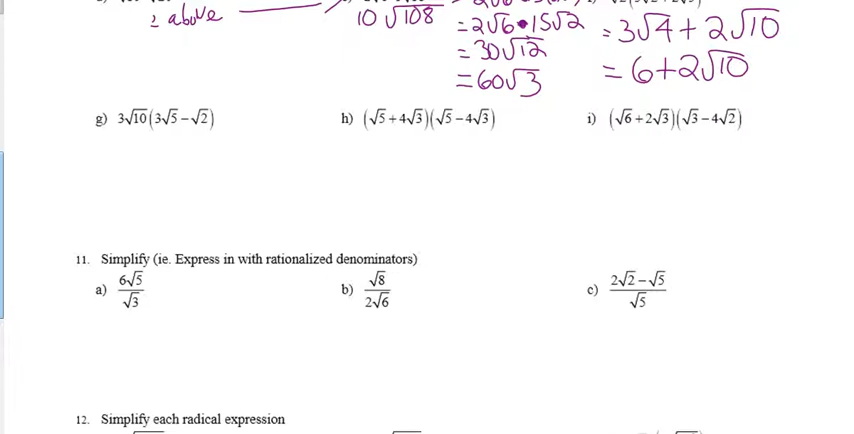 : above
10√108
= 2√6 • 15√2
= 30√12
= 60√3
= 3√4 + 2√10
= 6 + 2√10
g) 3√10(3√5 − √2)
h) (√5 + 4√3)(√5 − 4√3)
i) (√6 + 2√3)(√3 − 4√2)
11. Simplify (ie. Express in with rationalized denominators)
a) 6√5/√3
b) √8/2√6
c) 2√2 − √5/√5
12. Simplify each radical expression